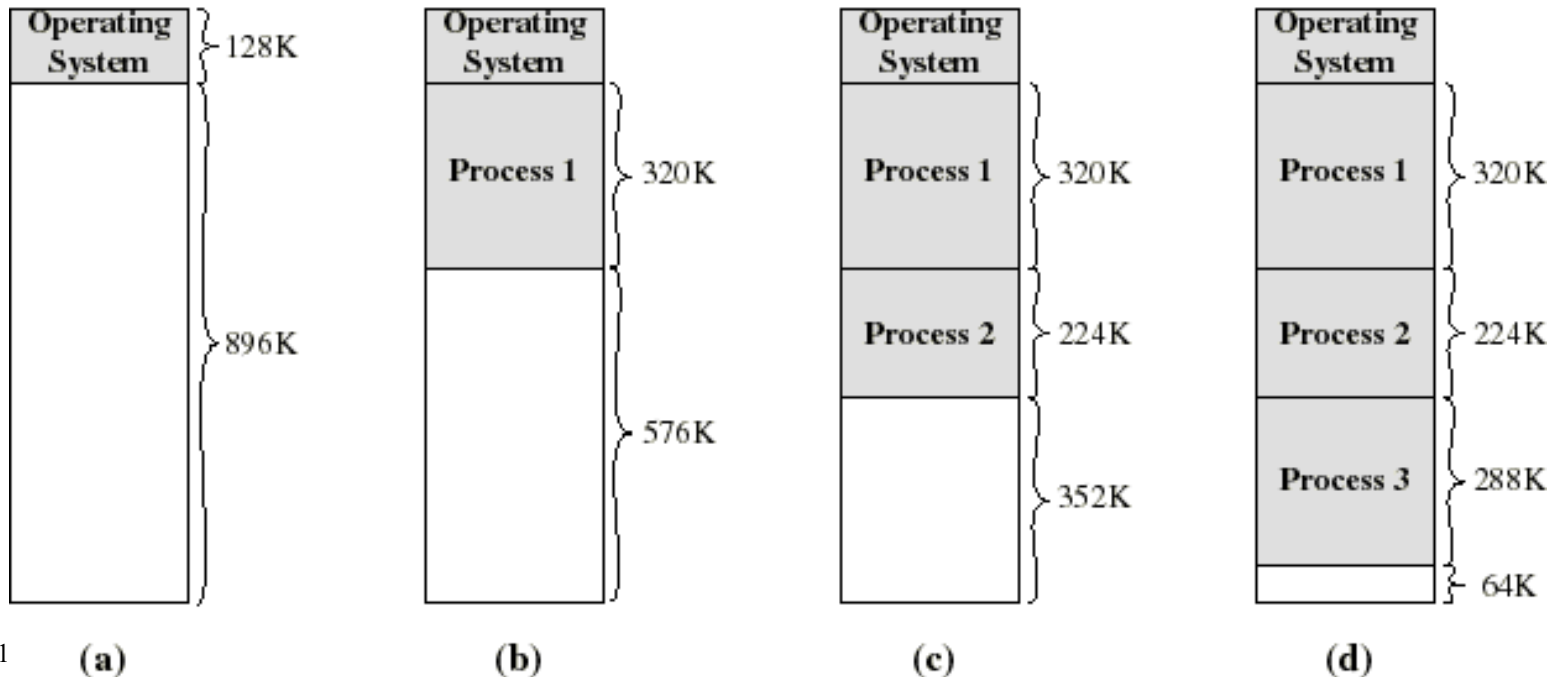 Operating
System
128K
896K
(a)
Operating
System
Process 1
320K
576K
(b)
Operating
System
Process 1
320K
Process 2
224K
352K
(c)
Operating
System
Process 1
320K
Process 2
224K
Process 3
288K
64K
(d)
1